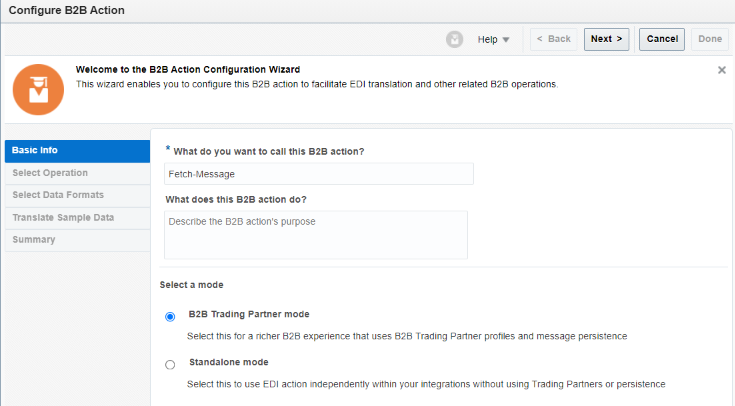 Configure B2B Action
Help
< Back
Next >
Cancel
Done
Welcome to the B2B Action Configuration Wizard
This wizard enables you to configure this B2B action to facilitate EDI translation and other related B2B operations.
Basic Info
Select Operation
Select Data Formats
Translate Sample Data
Summary
* What do you want to call this B2B action?
Fetch-Message
What does this B2B action do?
Describe the B2B action's purpose
Select a mode
B2B Trading Partner mode
Select this for a richer B2B experience that uses B2B Trading Partner profiles and message persistence
Standalone mode
Select this to use EDI action independently within your integrations without using Trading Partners or persistence